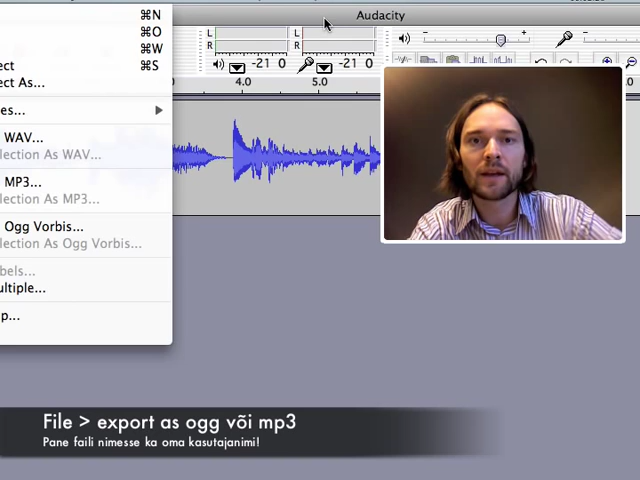 Audacity
⌘N
⌘O
⌘W
ect ⌘S
ect As...
es...
WAV...
lection As WAV...
MP3...
lection As MP3...
Ogg Vorbis...
lection As Ogg Vorbis...
bels...
ultiple...
p...
L L
R R
-21 0 -21 0
4.0 5.0
File > export as ogg või mp3
Pane faili nimesse ka oma kasutajanimi!